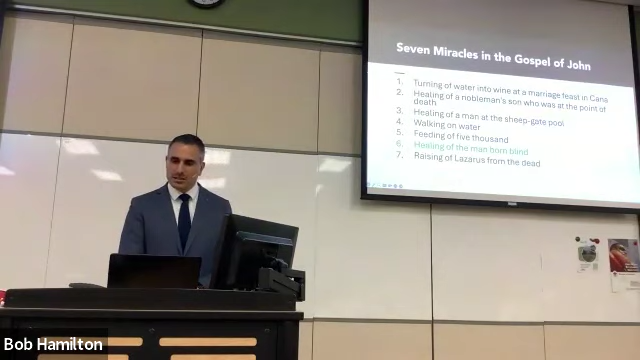 Seven Miracles in the Gospel of John
1. Turning of water into wine at a marriage feast in Cana
2. Healing of a nobleman's son who was at the point of
death
3. Healing of a man at the sheep-gate pool
4. Walking on water
5. Feeding of five thousand
6. Healing of the man born blind
7. Raising of Lazarus from the dead
Bob Hamilton